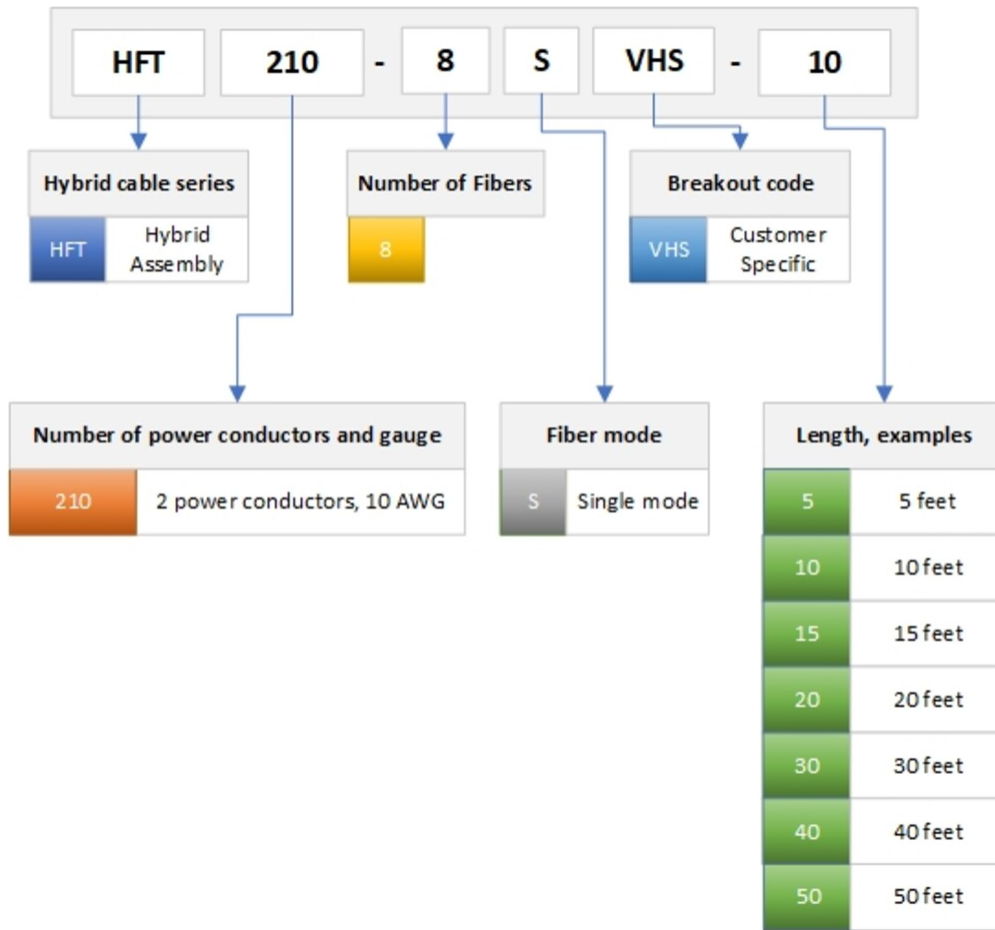 HFT 210 - 8 S VHS - 10
Hybrid cable series
HFT Hybrid
Assembly
Number of Fibers
8
Breakout code
VHS Customer
Specific
Number of power conductors and gauge
210 2 power conductors, 10 AWG
Fiber mode
S Single mode
Length, examples
5 5 feet
10 10 feet
15 15 feet
20 20 feet
30 30 feet
40 40 feet
50 50 feet